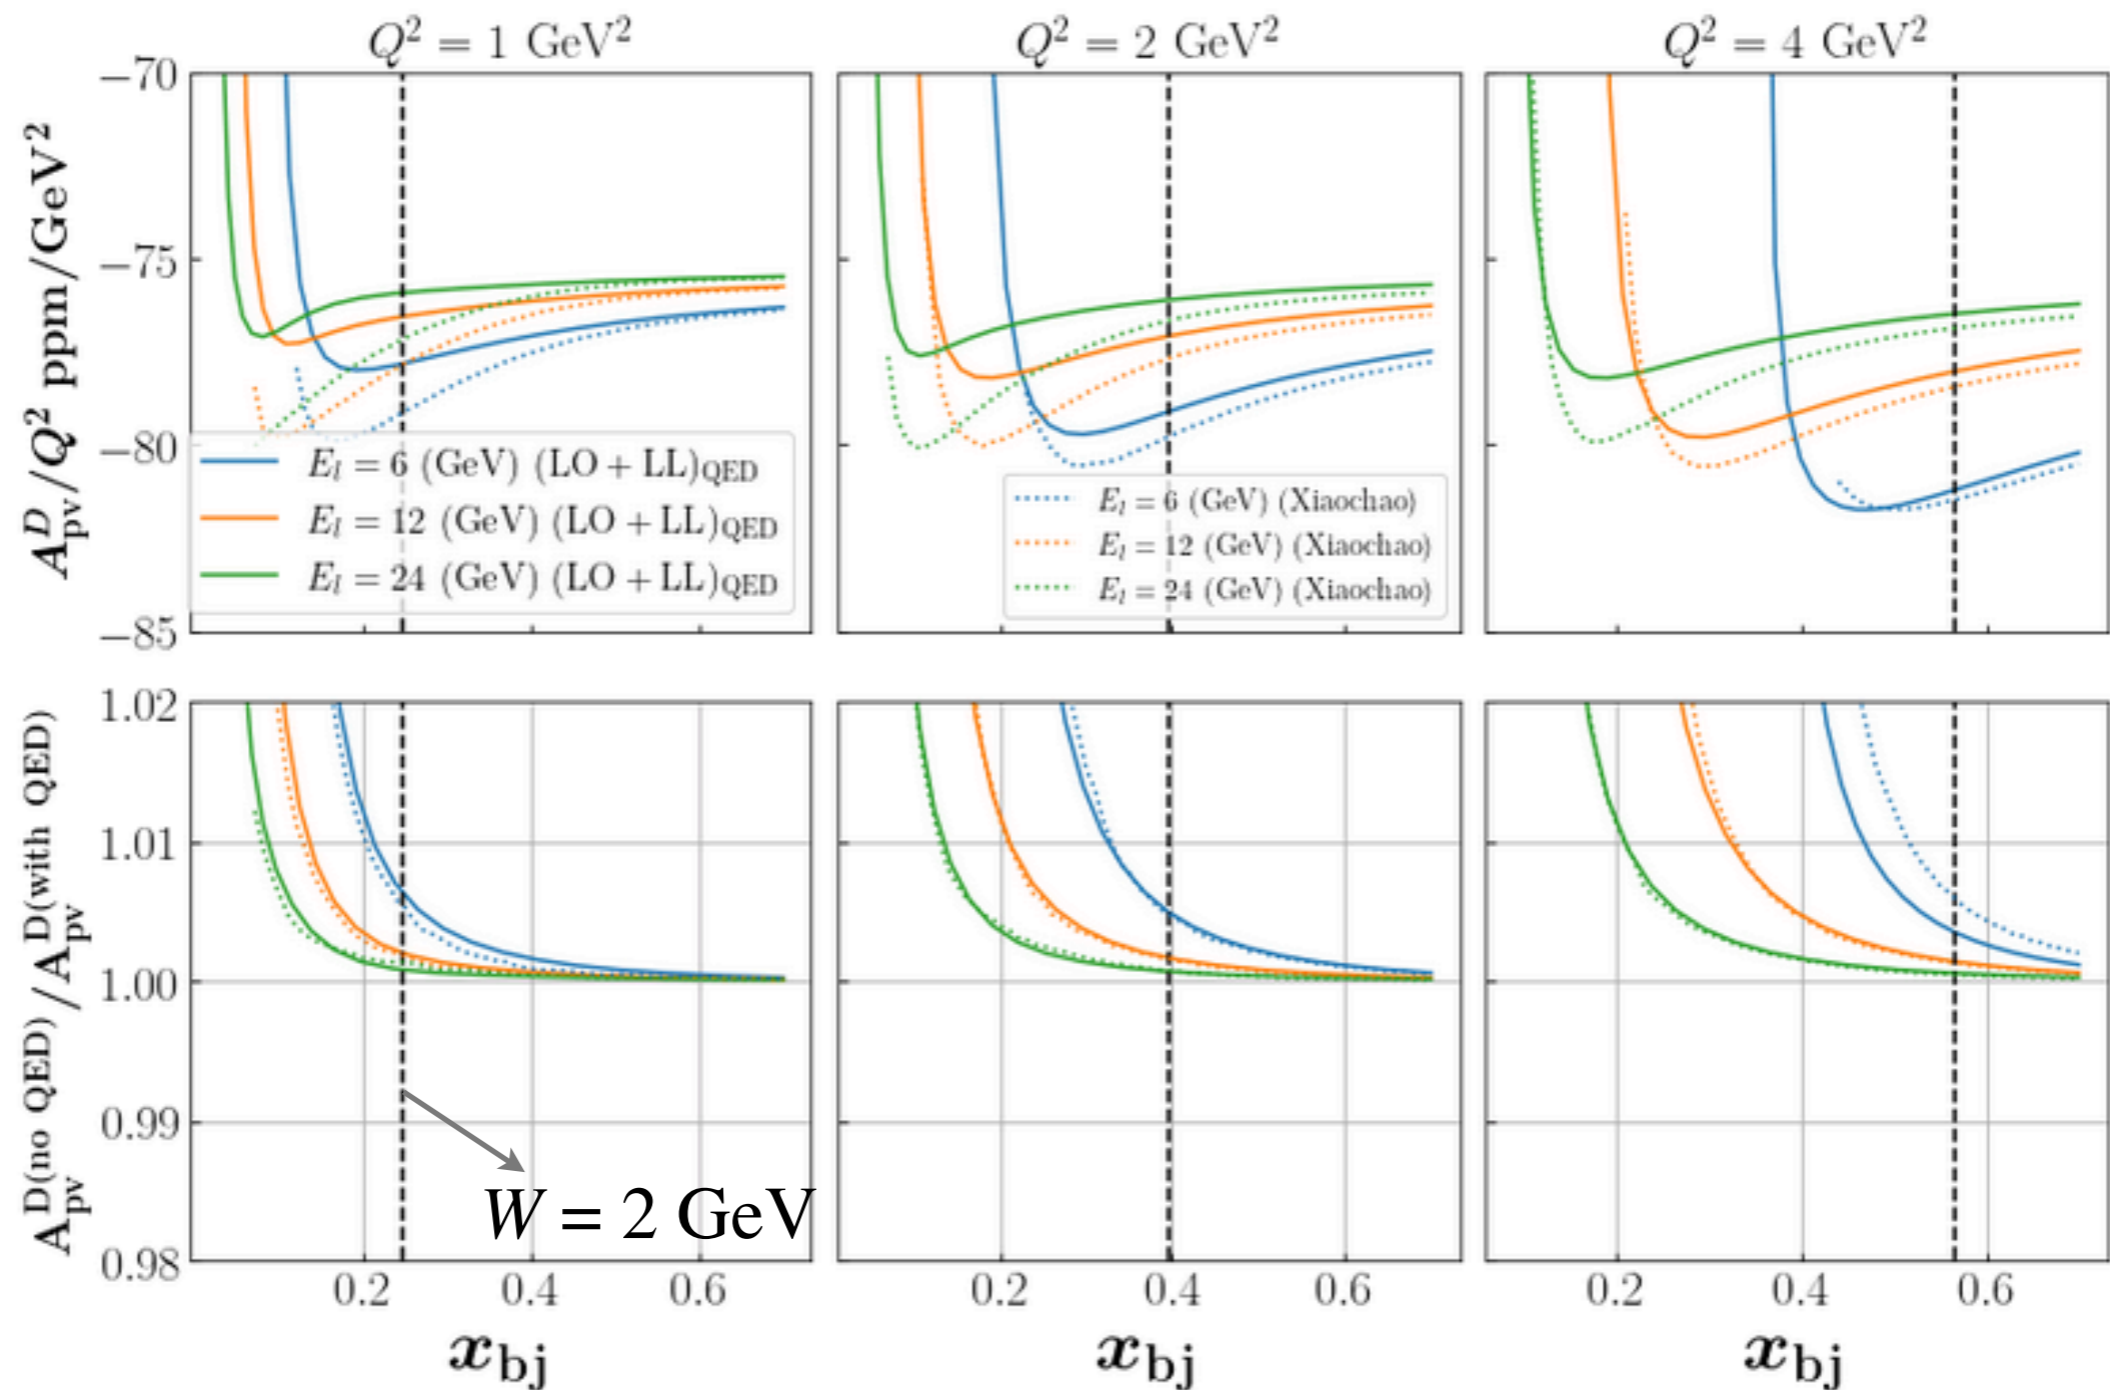 Q² = 1 GeV²
Q² = 2 GeV²
Q² = 4 GeV²
A_pv^D/Q² ppm/GeV²
−70
−75
−80
−85
E_l = 6 (GeV) (LO + LL)_QED
E_l = 12 (GeV) (LO + LL)_QED
E_l = 24 (GeV) (LO + LL)_QED
E_l = 6 (GeV) (Xiaochao)
E_l = 12 (GeV) (Xiaochao)
E_l = 24 (GeV) (Xiaochao)
A_pv^D(no QED) / A_pv^D(with QED)
1.02
1.01
1.00
0.99
0.98
W = 2 GeV
0.2 0.4 0.6
0.2 0.4 0.6
0.2 0.4 0.6
x_bj
x_bj
x_bj